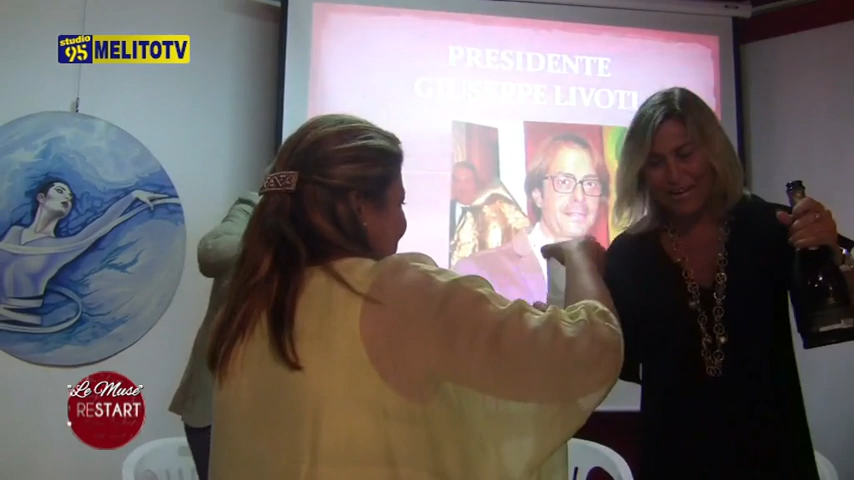 studio
95 MELITOTV
PRESIDENTE
GIUSEPPE LIVOTI
"Le Muse"
RESTART